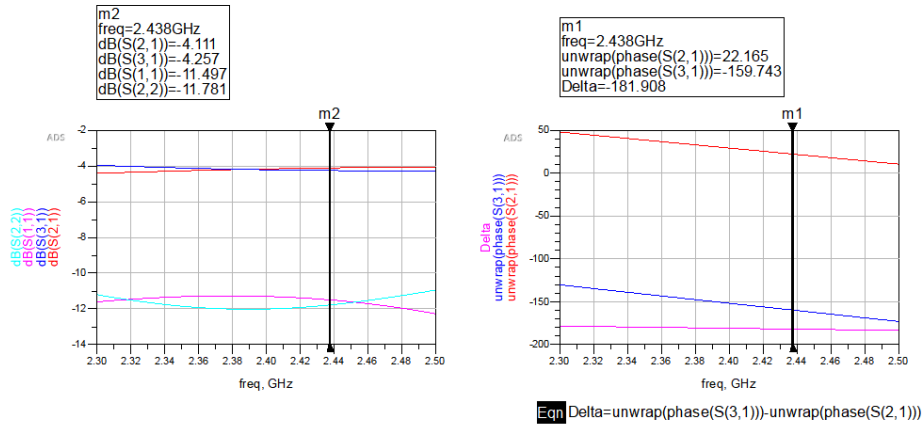 m2
freq=2.438GHz
dB(S(2,1))=-4.111
dB(S(3,1))=-4.257
dB(S(1,1))=-11.497
dB(S(2,2))=-11.781
m2
ADS
-2
-4
-6
-8
-10
-12
-14
dB(S(2,2))
dB(S(1,1))
dB(S(3,1))
dB(S(2,1))
2.30 2.32 2.34 2.36 2.38 2.40 2.42 2.44 2.46 2.48 2.50
freq, GHz
m1
freq=2.438GHz
unwrap(phase(S(2,1)))=22.165
unwrap(phase(S(3,1)))=-159.743
Delta=-181.908
m1
ADS
50
0
-50
-100
-150
-200
Delta
unwrap(phase(S(3,1)))
unwrap(phase(S(2,1)))
2.30 2.32 2.34 2.36 2.38 2.40 2.42 2.44 2.46 2.48 2.50
freq, GHz
Eqn Delta=unwrap(phase(S(3,1)))-unwrap(phase(S(2,1)))